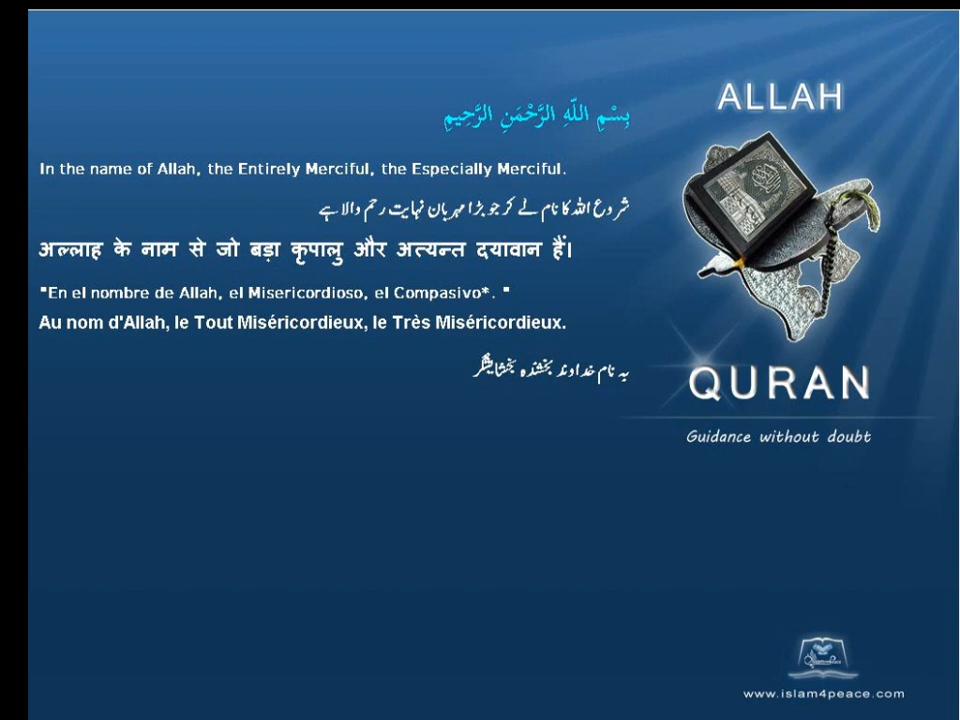 بِسْمِ اللّهِ الرَّحْمَنِ الرَّحِيمِ
In the name of Allah, the Entirely Merciful, the Especially Merciful.
شروع اللہ کا نام لے کر جو بڑا مہربان نہایت رحم والا ہے
अल्लाह के नाम से जो बड़ा कृपालु और अत्यन्त दयावान हैं।
"En el nombre de Allah, el Misericordioso, el Compasivo*. "
Au nom d'Allah, le Tout Miséricordieux, le Très Miséricordieux.
به نام خداوند بخشنده بخشایشگر
ALLAH
QURAN
Guidance without doubt
www.islam4peace.com